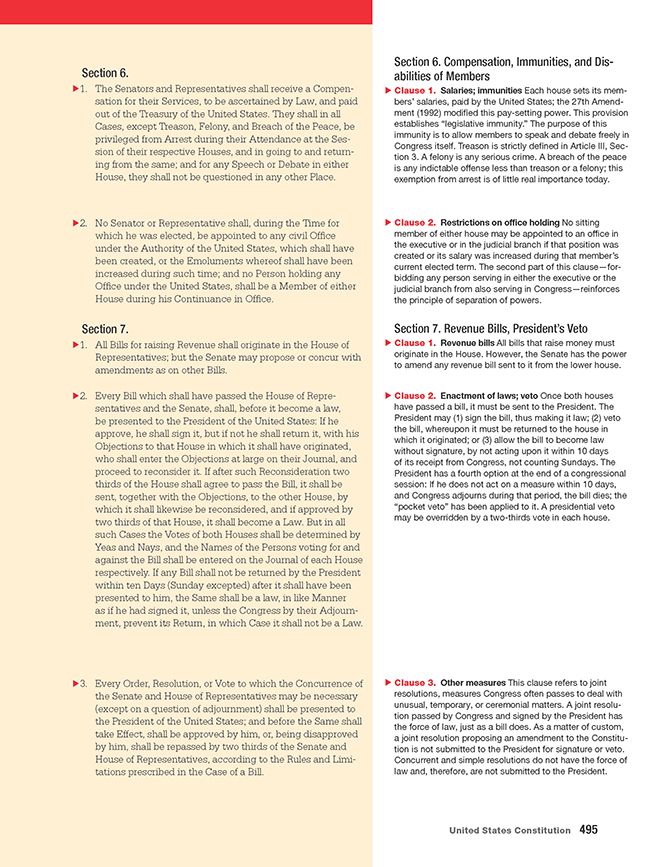 Section 6.
▶1. The Senators and Representatives shall receive a Compen-
sation for their Services, to be ascertained by Law, and paid
out of the Treasury of the United States. They shall in all
Cases, except Treason, Felony, and Breach of the Peace, be
privileged from Arrest during their Attendance at the Ses-
sion of their respective Houses, and in going to and return-
ing from the same; and for any Speech or Debate in either
House, they shall not be questioned in any other Place.
▶2. No Senator or Representative shall, during the Time for
which he was elected, be appointed to any civil Office
under the Authority of the United States, which shall have
been created, or the Emoluments whereof shall have been
increased during such time; and no Person holding any
Office under the United States, shall be a Member of either
House during his Continuance in Office.
Section 7.
▶1. All Bills for raising Revenue shall originate in the House of
Representatives; but the Senate may propose or concur with
amendments as on other Bills.
▶2. Every Bill which shall have passed the House of Repre-
sentatives and the Senate, shall, before it become a law,
be presented to the President of the United States: If he
approve, he shall sign it, but if not he shall return it, with his
Objections to that House in which it shall have originated,
who shall enter the Objections at large on their Journal, and
proceed to reconsider it. If after such Reconsideration two
thirds of the House shall agree to pass the Bill, it shall be
sent, together with the Objections, to the other House, by
which it shall likewise be reconsidered, and if approved by
two thirds of that House, it shall become a Law. But in all
such Cases the Votes of both Houses shall be determined by
Yeas and Nays, and the Names of the Persons voting for and
against the Bill shall be entered on the Journal of each House
respectively. If any Bill shall not be returned by the President
within ten Days (Sunday excepted) after it shall have been
presented to him, the Same shall be a law, in like Manner
as if he had signed it, unless the Congress by their Adjourn-
ment, prevent its Return, in which Case it shall not be a Law.
▶3. Every Order, Resolution, or Vote to which the Concurrence of
the Senate and House of Representatives may be necessary
(except on a question of adjournment) shall be presented to
the President of the United States; and before the Same shall
take Effect, shall be approved by him, or, being disapproved
by him, shall be repassed by two thirds of the Senate and
House of Representatives, according to the Rules and Limi-
tations prescribed in the Case of a Bill.
Section 6. Compensation, Immunities, and Dis-
abilities of Members
▶ Clause 1. Salaries; immunities Each house sets its mem-
bers’ salaries, paid by the United States; the 27th Amend-
ment (1992) modified this pay-setting power. This provision
establishes “legislative immunity.” The purpose of this
immunity is to allow members to speak and debate freely in
Congress itself. Treason is strictly defined in Article III, Sec-
tion 3. A felony is any serious crime. A breach of the peace
is any indictable offense less than treason or a felony; this
exemption from arrest is of little real importance today.
▶ Clause 2. Restrictions on office holding No sitting
member of either house may be appointed to an office in
the executive or in the judicial branch if that position was
created or its salary was increased during that member’s
current elected term. The second part of this clause—for-
bidding any person serving in either the executive or the
judicial branch from also serving in Congress—reinforces
the principle of separation of powers.
Section 7. Revenue Bills, President’s Veto
▶ Clause 1. Revenue bills All bills that raise money must
originate in the House. However, the Senate has the power
to amend any revenue bill sent to it from the lower house.
▶ Clause 2. Enactment of laws; veto Once both houses
have passed a bill, it must be sent to the President. The
President may (1) sign the bill, thus making it law; (2) veto
the bill, whereupon it must be returned to the house in
which it originated; or (3) allow the bill to become law
without signature, by not acting upon it within 10 days
of its receipt from Congress, not counting Sundays. The
President has a fourth option at the end of a congressional
session: If he does not act on a measure within 10 days,
and Congress adjourns during that period, the bill dies; the
“pocket veto” has been applied to it. A presidential veto
may be overridden by a two-thirds vote in each house.
▶ Clause 3. Other measures This clause refers to joint
resolutions, measures Congress often passes to deal with
unusual, temporary, or ceremonial matters. A joint resolu-
tion passed by Congress and signed by the President has
the force of law, just as a bill does. As a matter of custom,
a joint resolution proposing an amendment to the Constitu-
tion is not submitted to the President for signature or veto.
Concurrent and simple resolutions do not have the force of
law and, therefore, are not submitted to the President.
United States Constitution 495